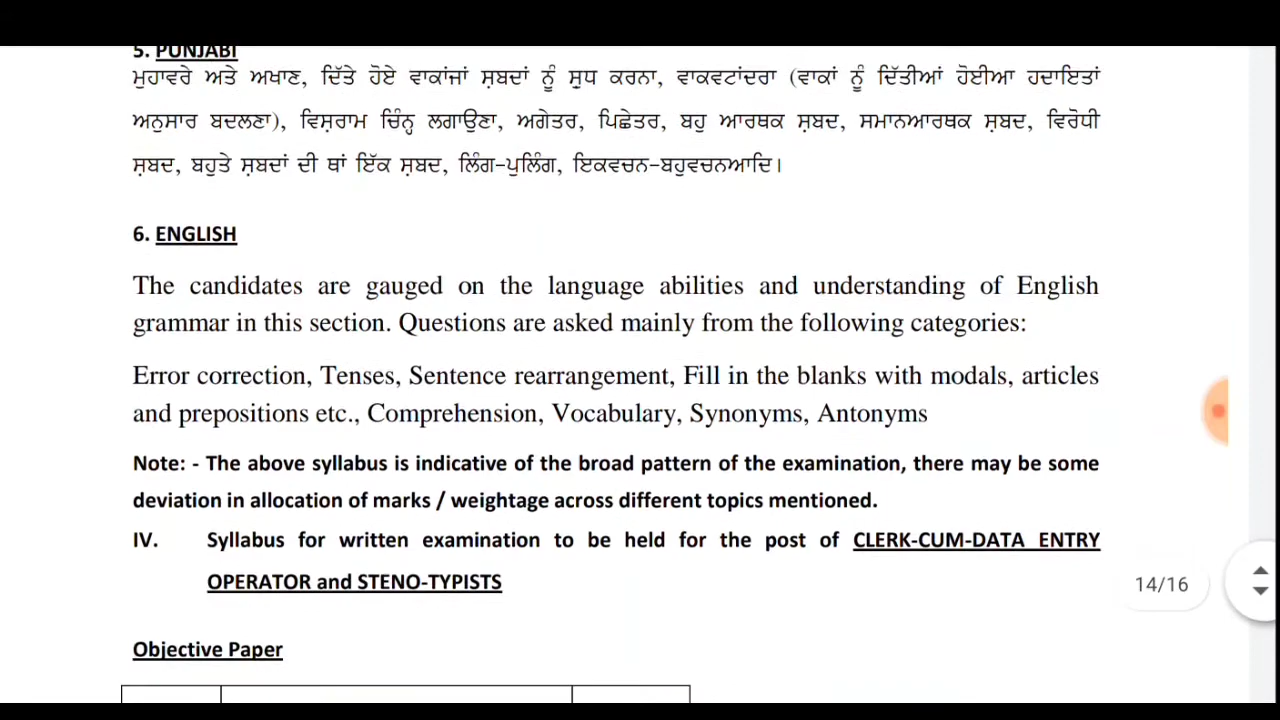 5. PUNJABI
ਮੁਹਾਵਰੇ ਅਤੇ ਅਖਾਣ, ਦਿੱਤੇ ਹੋਏ ਵਾਕਾਂਜਾਂ ਸ਼ਬਦਾਂ ਨੂੰ ਸ਼ੁਧ ਕਰਨਾ, ਵਾਕਵਟਾਂਦਰਾ (ਵਾਕਾਂ ਨੂੰ ਦਿੱਤੀਆਂ ਹੋਈਆ ਹਦਾਇਤਾਂ
ਅਨੁਸਾਰ ਬਦਲਣਾ), ਵਿਸ਼ਰਾਮ ਚਿੰਨ੍ਹ ਲਗਾਉਣਾ, ਅਗੇਤਰ, ਪਿਛੇਤਰ, ਬਹੁ ਆਰਥਕ ਸ਼ਬਦ, ਸਮਾਨਆਰਥਕ ਸ਼ਬਦ, ਵਿਰੋਧੀ
ਸ਼ਬਦ, ਬਹੁਤੇ ਸ਼ਬਦਾਂ ਦੀ ਥਾਂ ਇੱਕ ਸ਼ਬਦ, ਲਿੰਗ-ਪੁਲਿੰਗ, ਇਕਵਚਨ-ਬਹੁਵਚਨਆਦਿ।
6. ENGLISH
The candidates are gauged on the language abilities and understanding of English
grammar in this section. Questions are asked mainly from the following categories:
Error correction, Tenses, Sentence rearrangement, Fill in the blanks with modals, articles
and prepositions etc., Comprehension, Vocabulary, Synonyms, Antonyms
Note: - The above syllabus is indicative of the broad pattern of the examination, there may be some
deviation in allocation of marks / weightage across different topics mentioned.
IV. Syllabus for written examination to be held for the post of CLERK-CUM-DATA ENTRY
OPERATOR and STENO-TYPISTS
14/16
Objective Paper